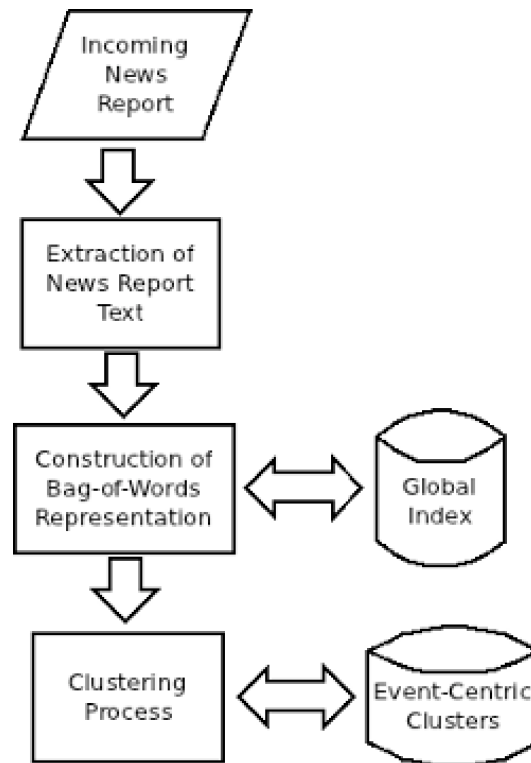 Incoming
News
Report
Extraction of
News Report
Text
Construction of
Bag-of-Words
Representation
Global
Index
Clustering
Process
Event-Centric
Clusters